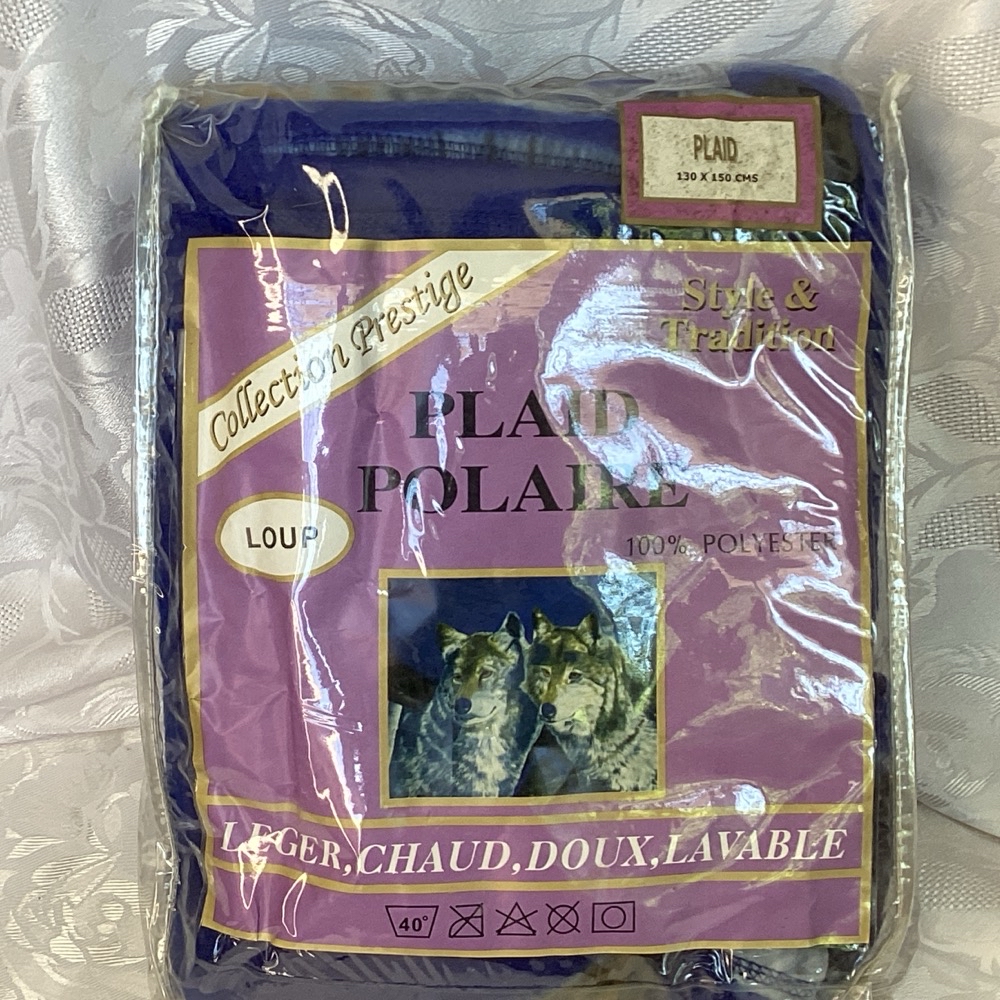 PLAID
130 X 150 CMS
Collection Prestige
Style &
Tradition
PLAID
POLAIRE
LOUP
100% POLYESTER
LEGER,CHAUD,DOUX,LAVABLE
40°